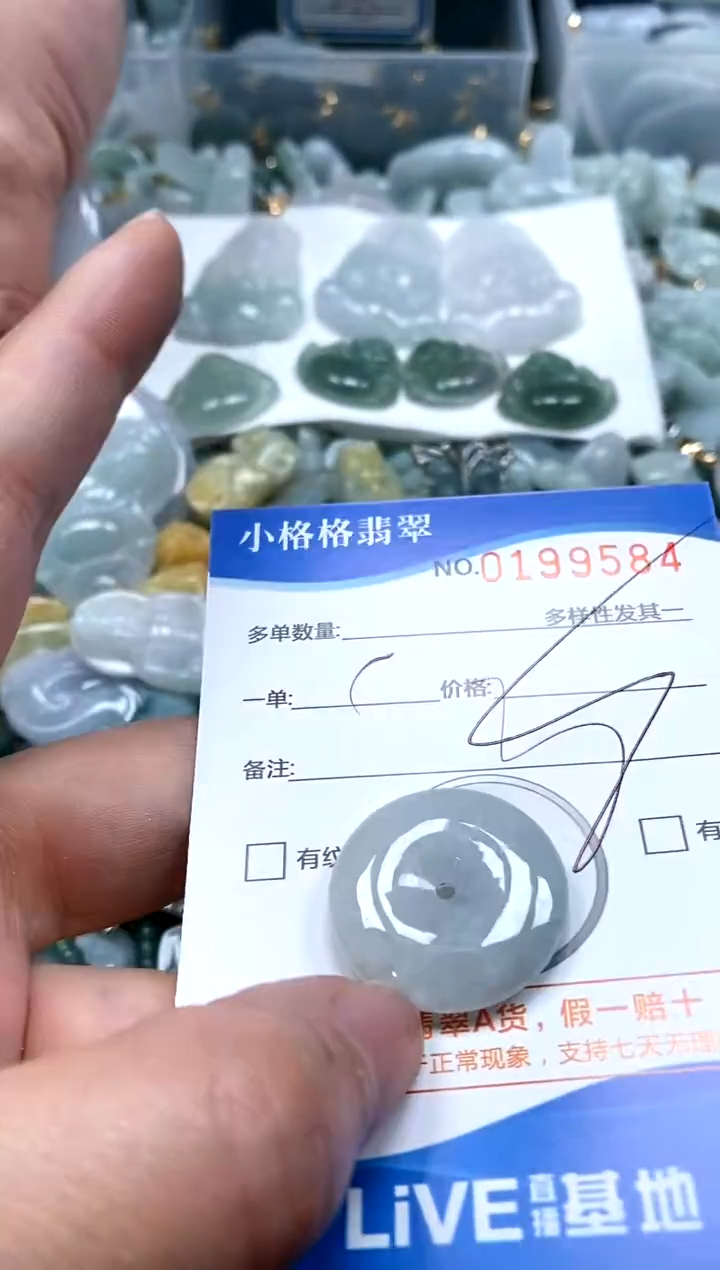 小格格翡翠
NO.0199584
多单数量: 多样性发其一
一单: 价格:
备注:
有纹
有
翡翠A货，假一赔十
正常现象，支持七天无理
LiVE直播基地